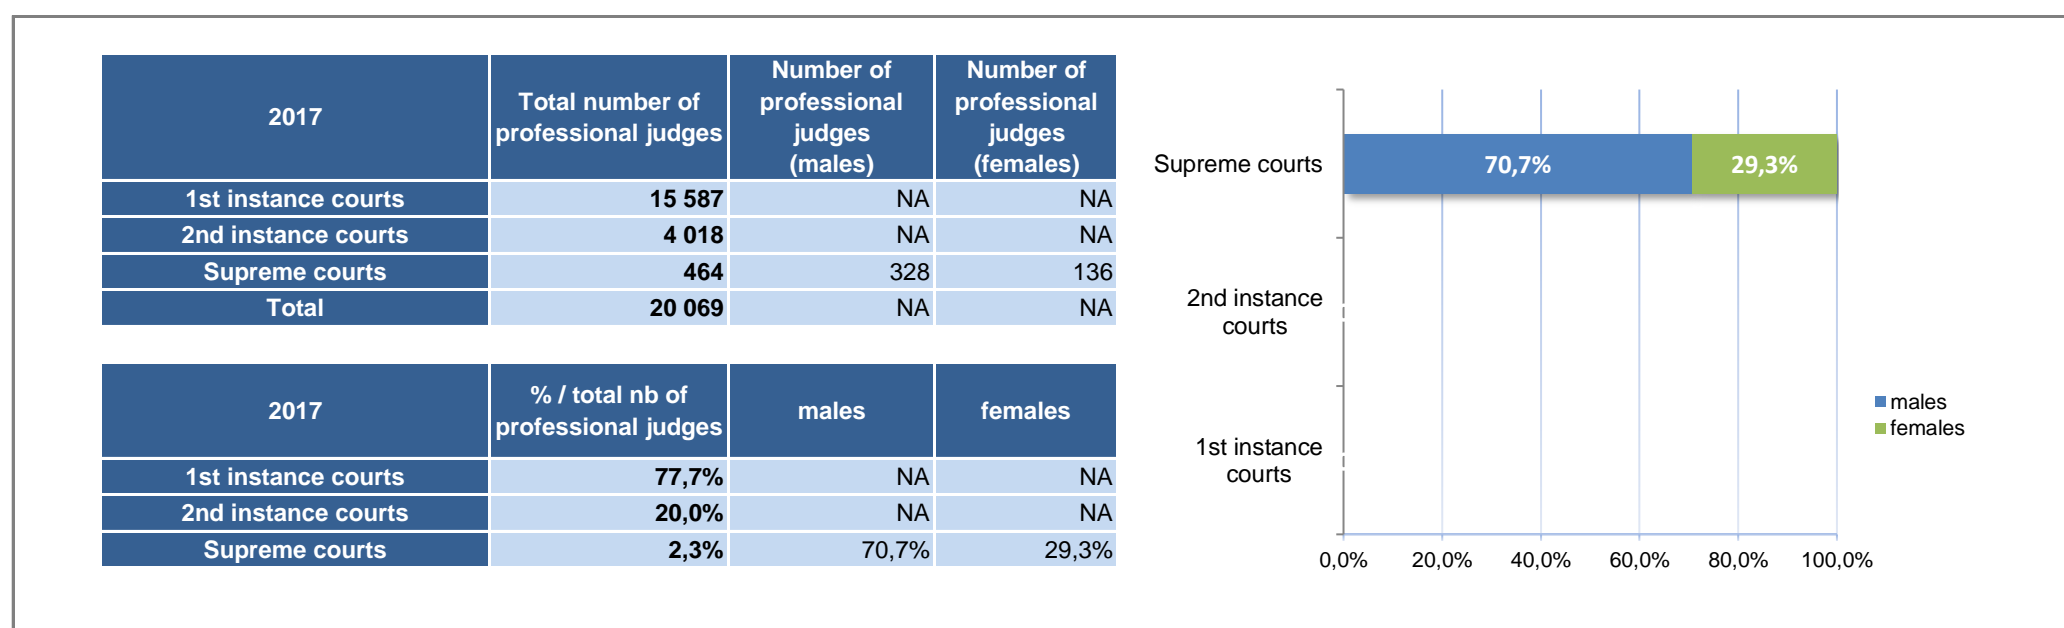 2017
Total number of
professional judges
Number of
professional
judges
(males)
Number of
professional
judges
(females)
1st instance courts 15 587 NA NA
2nd instance courts 4 018 NA NA
Supreme courts 464 328 136
Total 20 069 NA NA
2017
% / total nb of
professional judges
males
females
1st instance courts 77,7% NA NA
2nd instance courts 20,0% NA NA
Supreme courts 2,3% 70,7% 29,3%
Supreme courts
70,7% 29,3%
2nd instance
courts
1st instance
courts
0,0% 20,0% 40,0% 60,0% 80,0% 100,0%
males
females